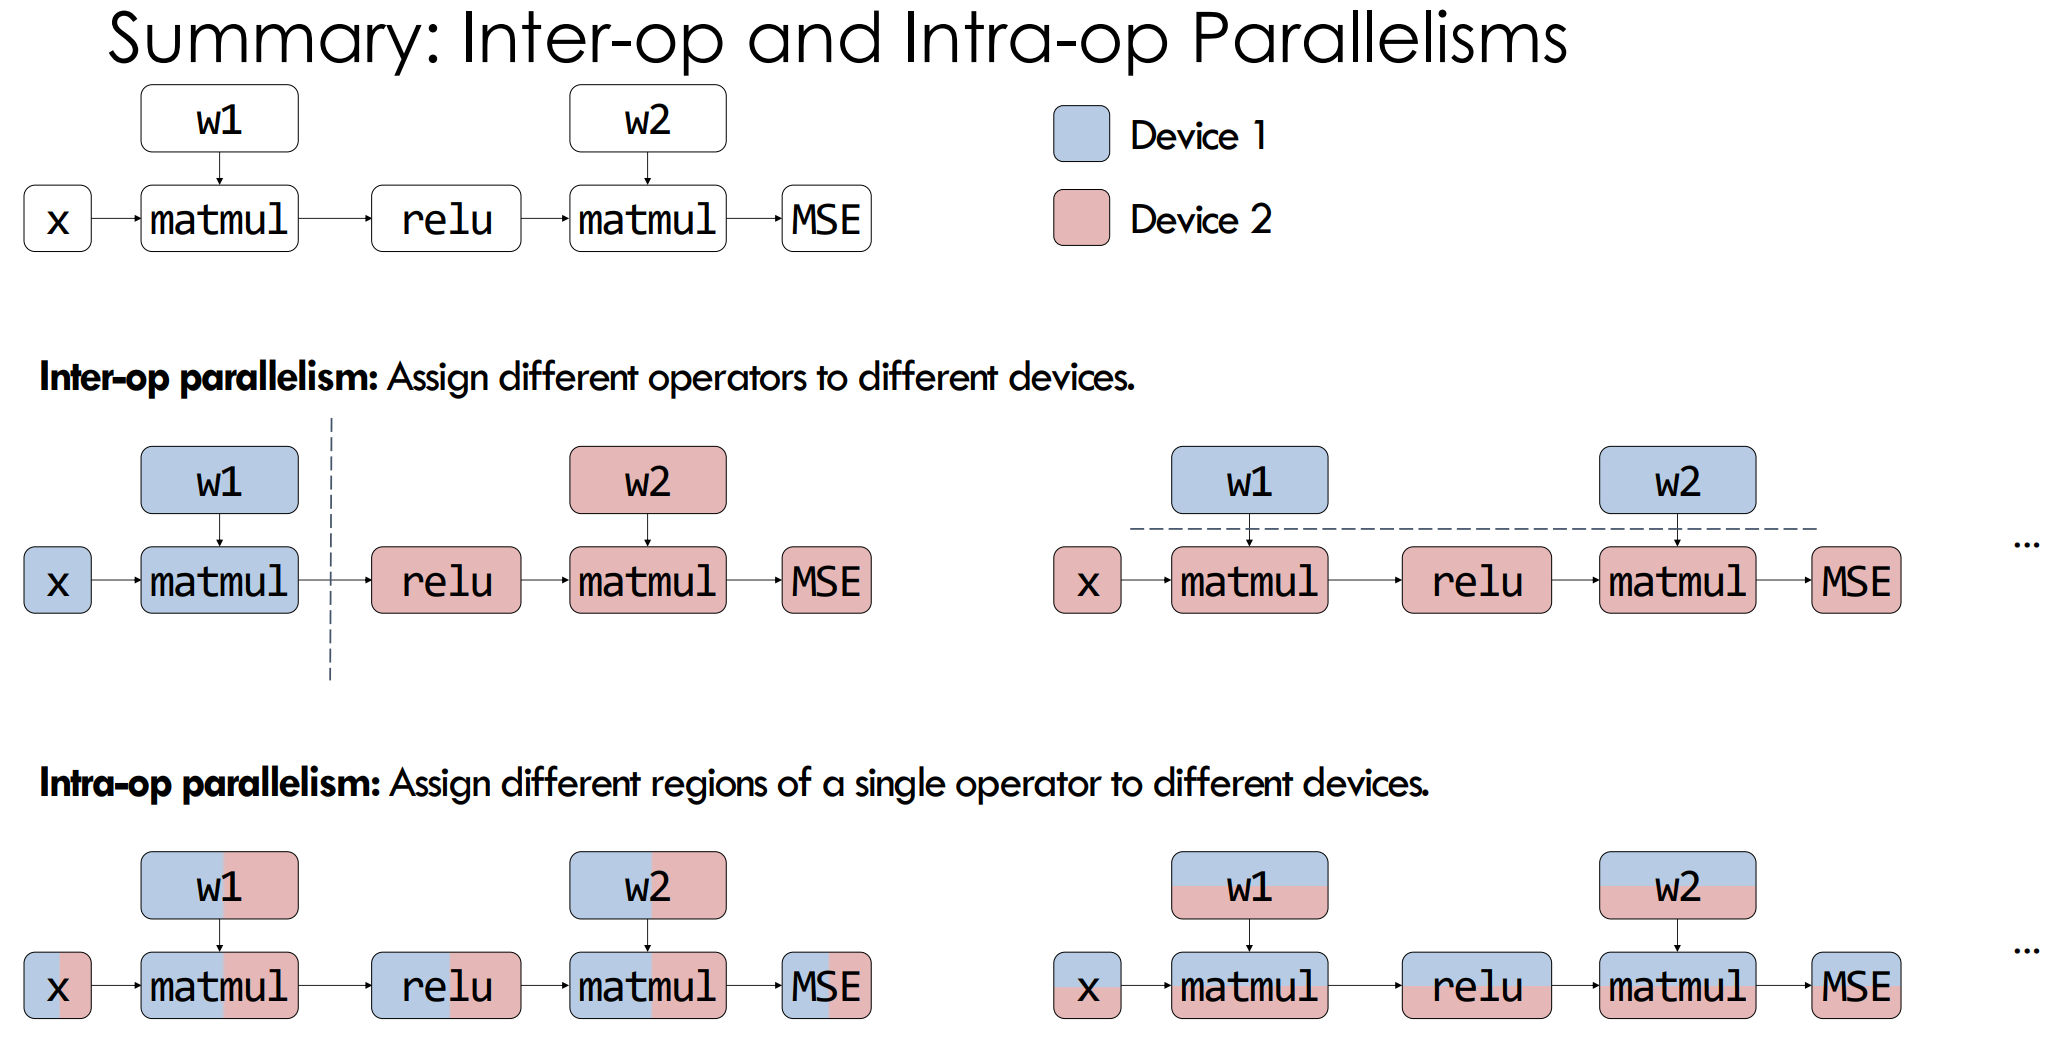 Summary: Inter-op and Intra-op Parallelisms
w1 w2
Device 1
x matmul relu matmul MSE
Device 2
Inter-op parallelism: Assign different operators to different devices.
w1 w2 w1 w2
...
x matmul relu matmul MSE x matmul relu matmul MSE
Intra-op parallelism: Assign different regions of a single operator to different devices.
w1 w2 w1 w2
...
x matmul relu matmul MSE x matmul relu matmul MSE